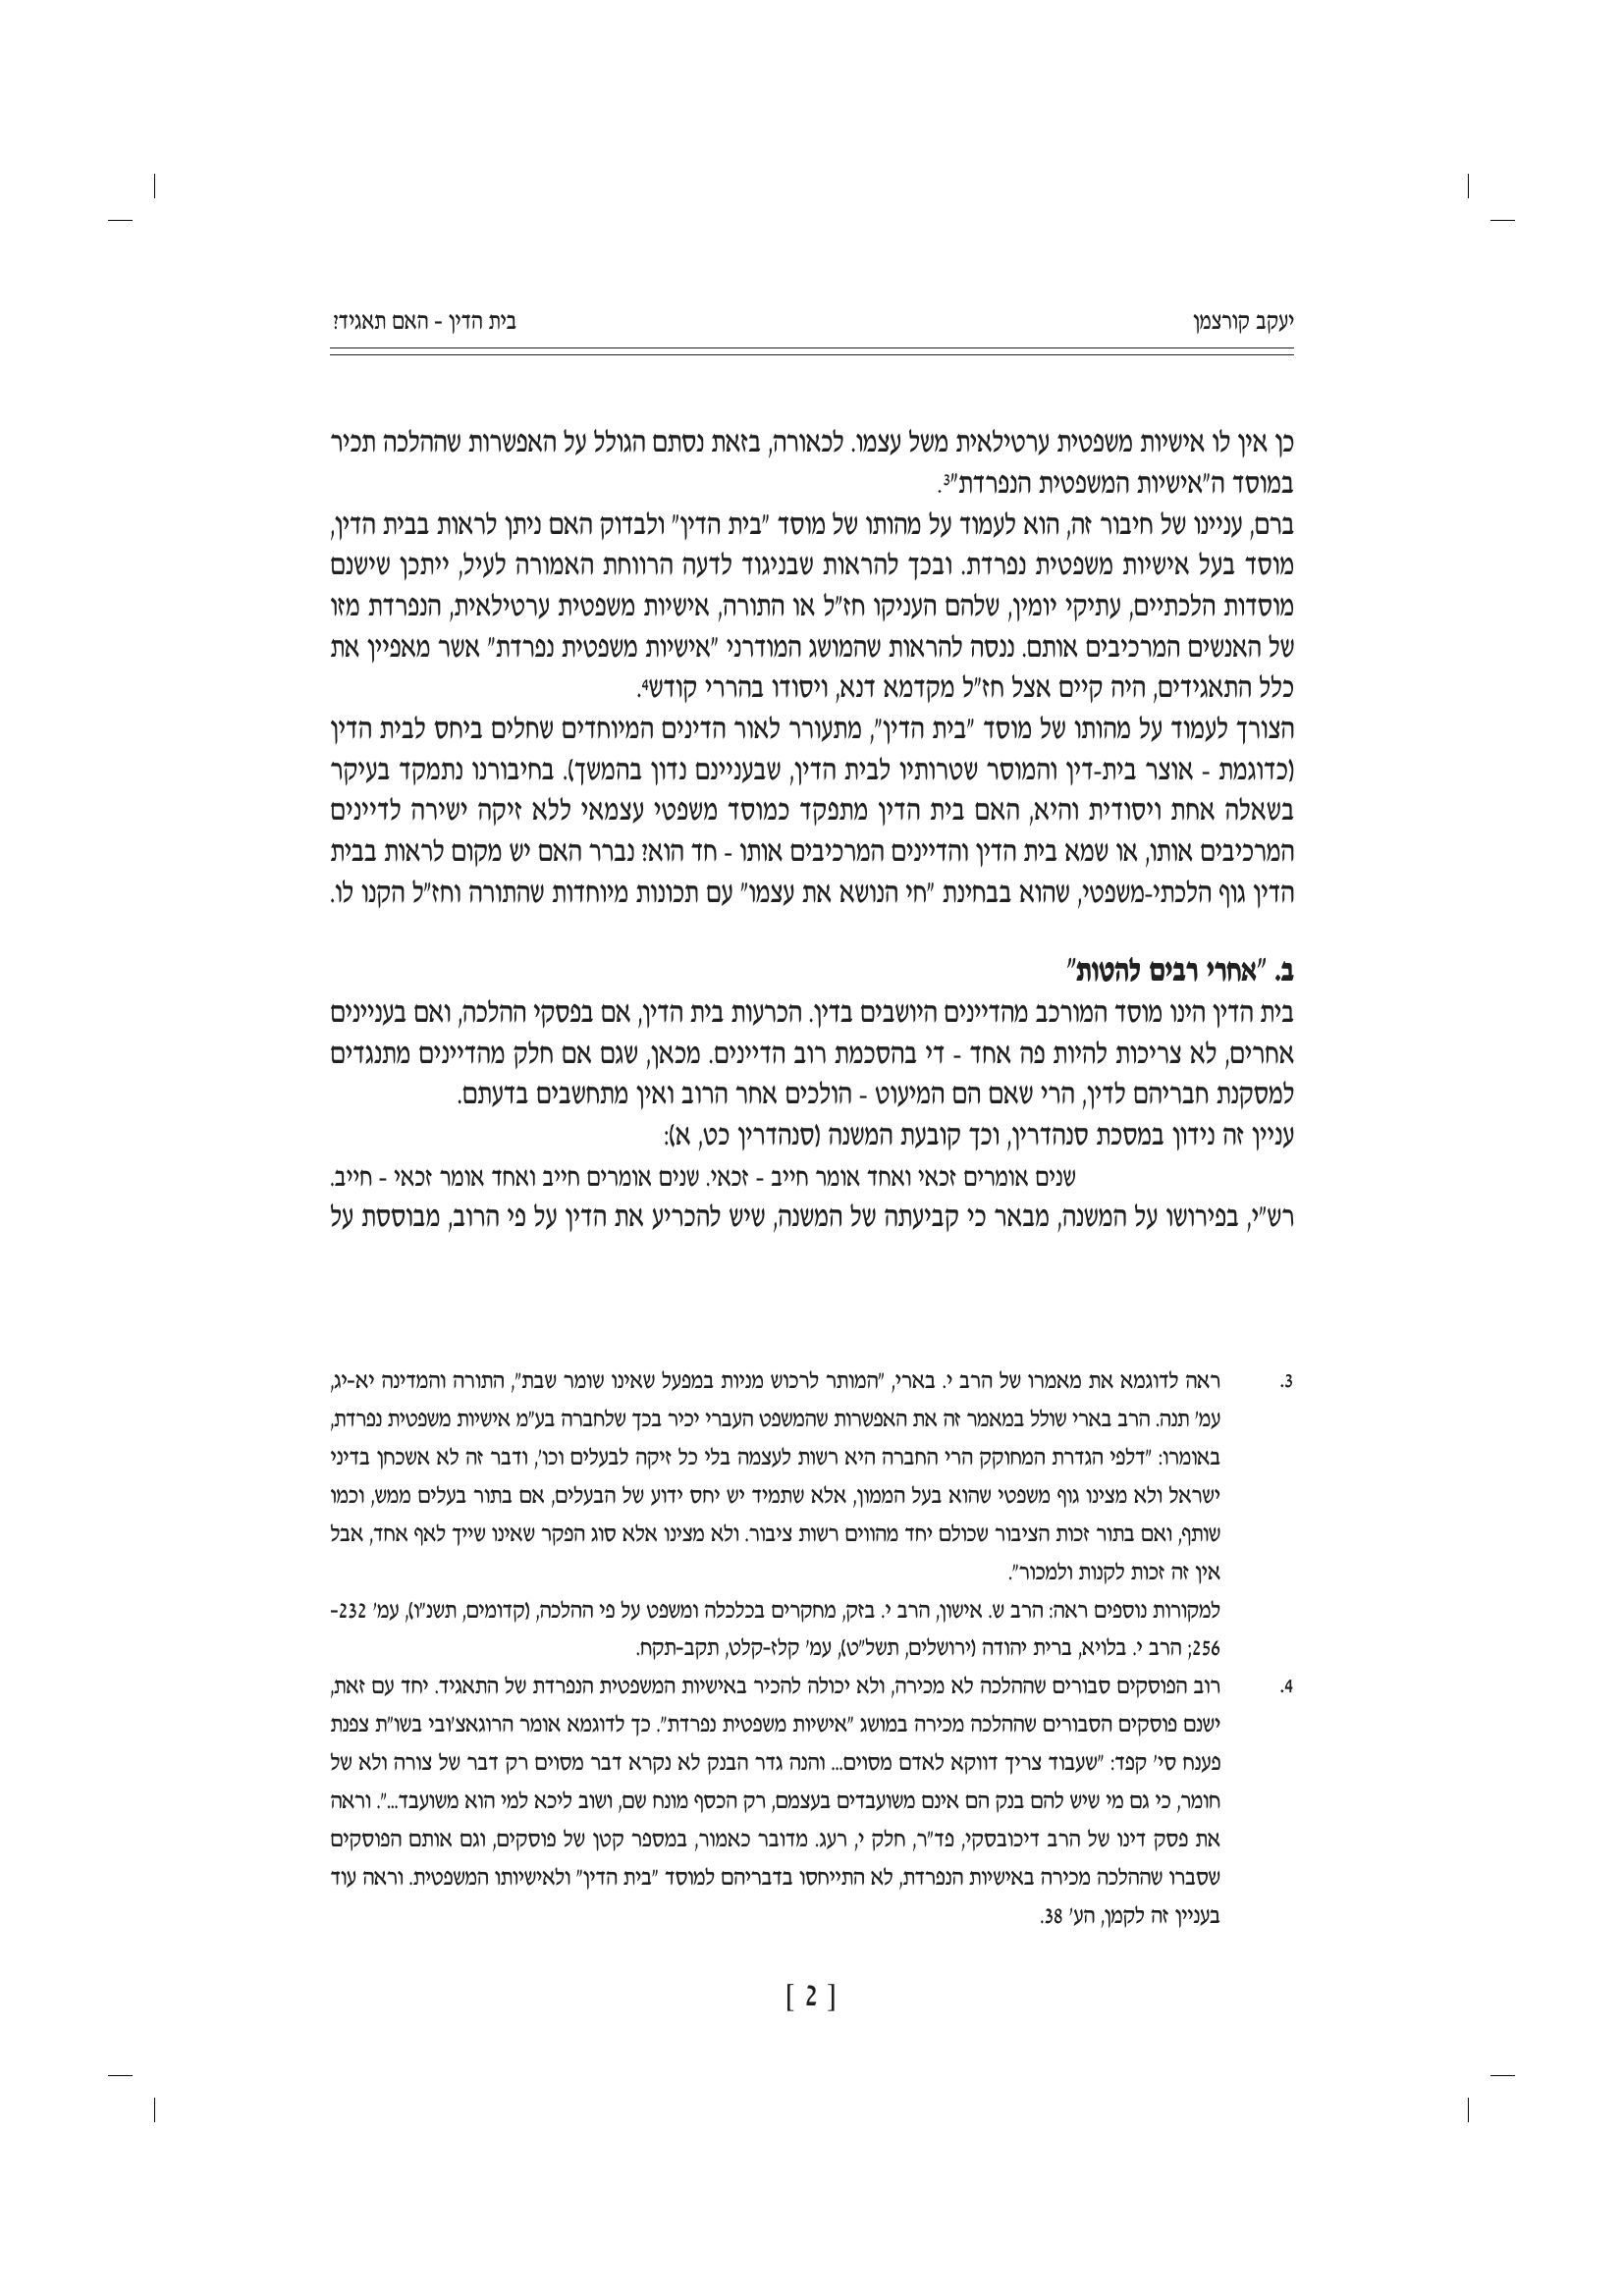 יעקב קורצמן
בית הדין - האם תאגיד?
כן אין לו אישיות משפטית ערטילאית משל עצמו. לכאורה, בזאת נסתם הגולל על האפשרות שההלכה תכיר
במוסד ה"אישיות המשפטית הנפרדת"³.
ברם, עניינו של חיבור זה, הוא לעמוד על מהותו של מוסד "בית הדין" ולבדוק האם ניתן לראות בבית הדין,
מוסד בעל אישיות משפטית נפרדת. ובכך להראות שבניגוד לדעה הרווחת האמורה לעיל, ייתכן שישנם
מוסדות הלכתיים, עתיקי יומין, שלהם העניקו חז"ל או התורה, אישיות משפטית ערטילאית, הנפרדת מזו
של האנשים המרכיבים אותם. ננסה להראות שהמושג המודרני "אישיות משפטית נפרדת" אשר מאפיין את
כלל התאגידים, היה קיים אצל חז"ל מקדמא דנא, ויסודו בהררי קודש⁴.
הצורך לעמוד על מהותו של מוסד "בית הדין", מתעורר לאור הדינים המיוחדים שחלים ביחס לבית הדין
(כדוגמת - אוצר בית-דין והמוסר שטרותיו לבית הדין, שבעניינם נדון בהמשך). בחיבורנו נתמקד בעיקר
בשאלה אחת ויסודית והיא, האם בית הדין מתפקד כמוסד משפטי עצמאי ללא זיקה ישירה לדיינים
המרכיבים אותו, או שמא בית הדין והדיינים המרכיבים אותו - חד הוא? נברר האם יש מקום לראות בבית
הדין גוף הלכתי-משפטי, שהוא בבחינת "חי הנושא את עצמו" עם תכונות מיוחדות שהתורה וחז"ל הקנו לו.
ב. "אחרי רבים להטות"
בית הדין הינו מוסד המורכב מהדיינים היושבים בדין. הכרעות בית הדין, אם בפסקי ההלכה, ואם בעניינים
אחרים, לא צריכות להיות פה אחד - די בהסכמת רוב הדיינים. מכאן, שגם אם חלק מהדיינים מתנגדים
למסקנת חבריהם לדין, הרי שאם הם המיעוט - הולכים אחר הרוב ואין מתחשבים בדעתם.
עניין זה נידון במסכת סנהדרין, וכך קובעת המשנה (סנהדרין כט, א):
שנים אומרים זכאי ואחד אומר חייב - זכאי. שנים אומרים חייב ואחד אומר זכאי - חייב.
רש"י, בפירושו על המשנה, מבאר כי קביעתה של המשנה, שיש להכריע את הדין על פי הרוב, מבוססת על
3. ראה לדוגמא את מאמרו של הרב י. בארי, "המותר לרכוש מניות במפעל שאינו שומר שבת", התורה והמדינה יא-יג,
עמ' תנה. הרב בארי שולל במאמר זה את האפשרות שהמשפט העברי יכיר בכך שלחברה בע"מ אישיות משפטית נפרדת,
באומרו: "דלפי הגדרת המחוקק הרי החברה היא רשות לעצמה בלי כל זיקה לבעלים וכו', ודבר זה לא אשכחן בדיני
ישראל ולא מצינו גוף משפטי שהוא בעל הממון, אלא שתמיד יש יחס ידוע של הבעלים, אם בתור בעלים ממש, וכמו
שותף, ואם בתור זכות הציבור שכולם יחד מהווים רשות ציבור. ולא מצינו אלא סוג הפקר שאינו שייך לאף אחד, אבל
אין זה זכות לקנות ולמכור".
למקורות נוספים ראה: הרב ש. אישון, הרב י. בזק, מחקרים בכלכלה ומשפט על פי ההלכה, (קדומים, תשנ"ו), עמ' 232-
256; הרב י. בלויא, ברית יהודה (ירושלים, תשל"ט), עמ' קלז-קלט, תקב-תקח.
4. רוב הפוסקים סבורים שההלכה לא מכירה, ולא יכולה להכיר באישיות המשפטית הנפרדת של התאגיד. יחד עם זאת,
ישנם פוסקים הסבורים שההלכה מכירה במושג "אישיות משפטית נפרדת". כך לדוגמא אומר הרוגאצ'ובי בשו"ת צפנת
פענח סי' קפד: "שעבוד צריך דווקא לאדם מסוים... והנה גדר הבנק לא נקרא דבר מסוים רק דבר של צורה ולא של
חומר, כי גם מי שיש להם בנק הם אינם משועבדים בעצמם, רק הכסף מונח שם, ושוב ליכא למי הוא משועבד...". וראה
את פסק דינו של הרב דיכובסקי, פד"ר, חלק י, רעג. מדובר כאמור, במספר קטן של פוסקים, וגם אותם הפוסקים
שסברו שההלכה מכירה באישיות הנפרדת, לא התייחסו בדבריהם למוסד "בית הדין" ולאישיותו המשפטית. וראה עוד
בעניין זה לקמן, הע' 38.
[ 2 ]